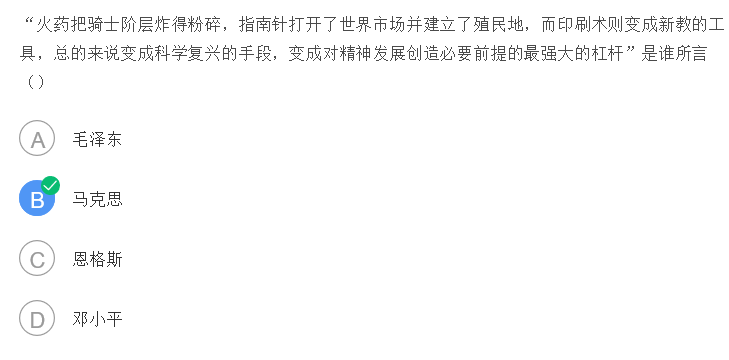 “火药把骑士阶层炸得粉碎，指南针打开了世界市场并建立了殖民地，而印刷术则变成新教的工
具，总的来说变成科学复兴的手段，变成对精神发展创造必要前提的最强大的杠杆”是谁所言
（）
A 毛泽东
B 马克思
C 恩格斯
D 邓小平